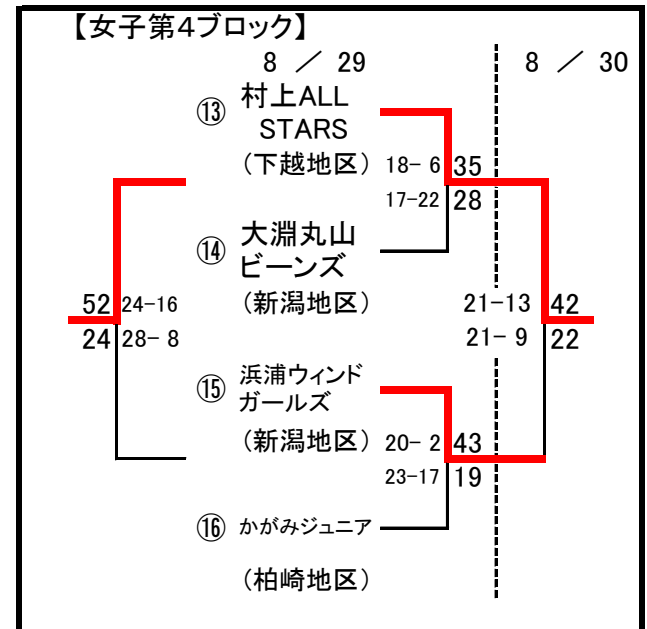 【女子第4ブロック】
8 ／ 29
8 ／ 30
⑬ 村上ALL
STARS
(下越地区)
18- 6 35
17-22 28
⑭ 大淵丸山
ビーンズ
(新潟地区)
52 24-16
24 28- 8
21-13 42
21- 9 22
⑮ 浜浦ウィンド
ガールズ
(新潟地区)
20- 2 43
23-17 19
⑯ かがみジュニア
(柏崎地区)